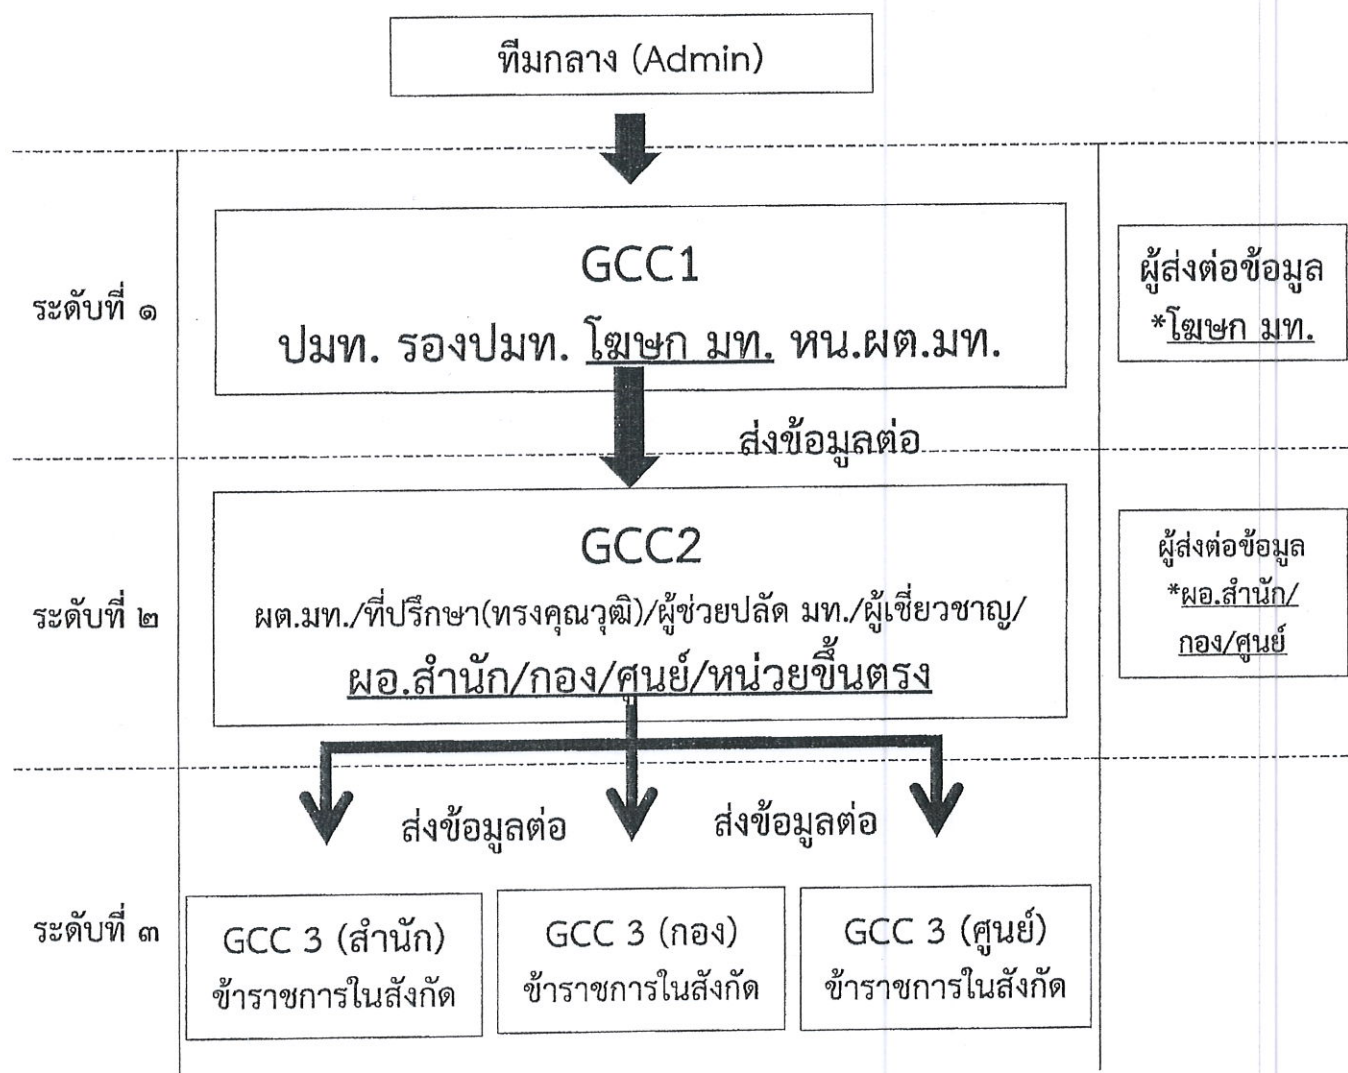 ทีมกลาง (Admin)
ระดับที่ ๑
GCC1
ปมท. รองปมท. โฆษก มท. หน.ผต.มท.
ผู้ส่งต่อข้อมูล
*โฆษก มท.
ส่งข้อมูลต่อ
ระดับที่ ๒
GCC2
ผต.มท./ที่ปรึกษา(ทรงคุณวุฒิ)/ผู้ช่วยปลัด มท./ผู้เชี่ยวชาญ/
ผอ.สำนัก/กอง/ศูนย์/หน่วยขึ้นตรง
ผู้ส่งต่อข้อมูล
*ผอ.สำนัก/
กอง/ศูนย์
ส่งข้อมูลต่อ
ส่งข้อมูลต่อ
ระดับที่ ๓
GCC 3 (สำนัก)
ข้าราชการในสังกัด
GCC 3 (กอง)
ข้าราชการในสังกัด
GCC 3 (ศูนย์)
ข้าราชการในสังกัด